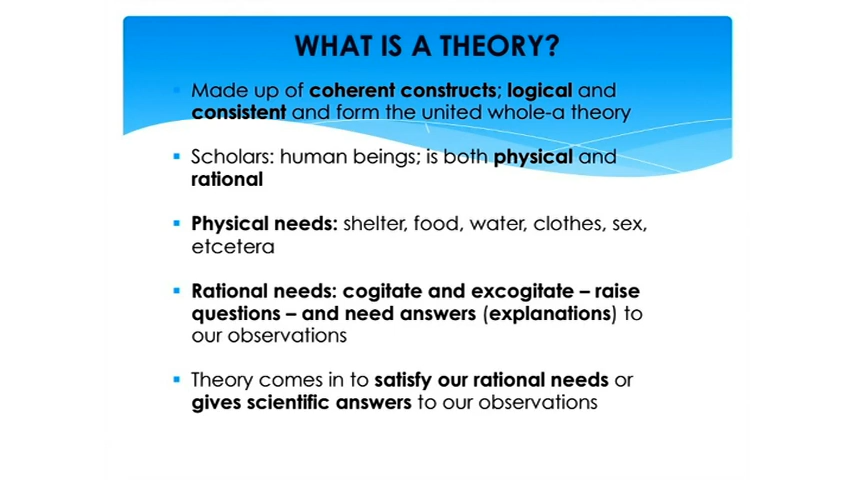 WHAT IS A THEORY?
Made up of coherent constructs; logical and
consistent and form the united whole-a theory
Scholars: human beings; is both physical and
rational
Physical needs: shelter, food, water, clothes, sex,
etcetera
Rational needs: cogitate and excogitate – raise
questions – and need answers (explanations) to
our observations
Theory comes in to satisfy our rational needs or
gives scientific answers to our observations